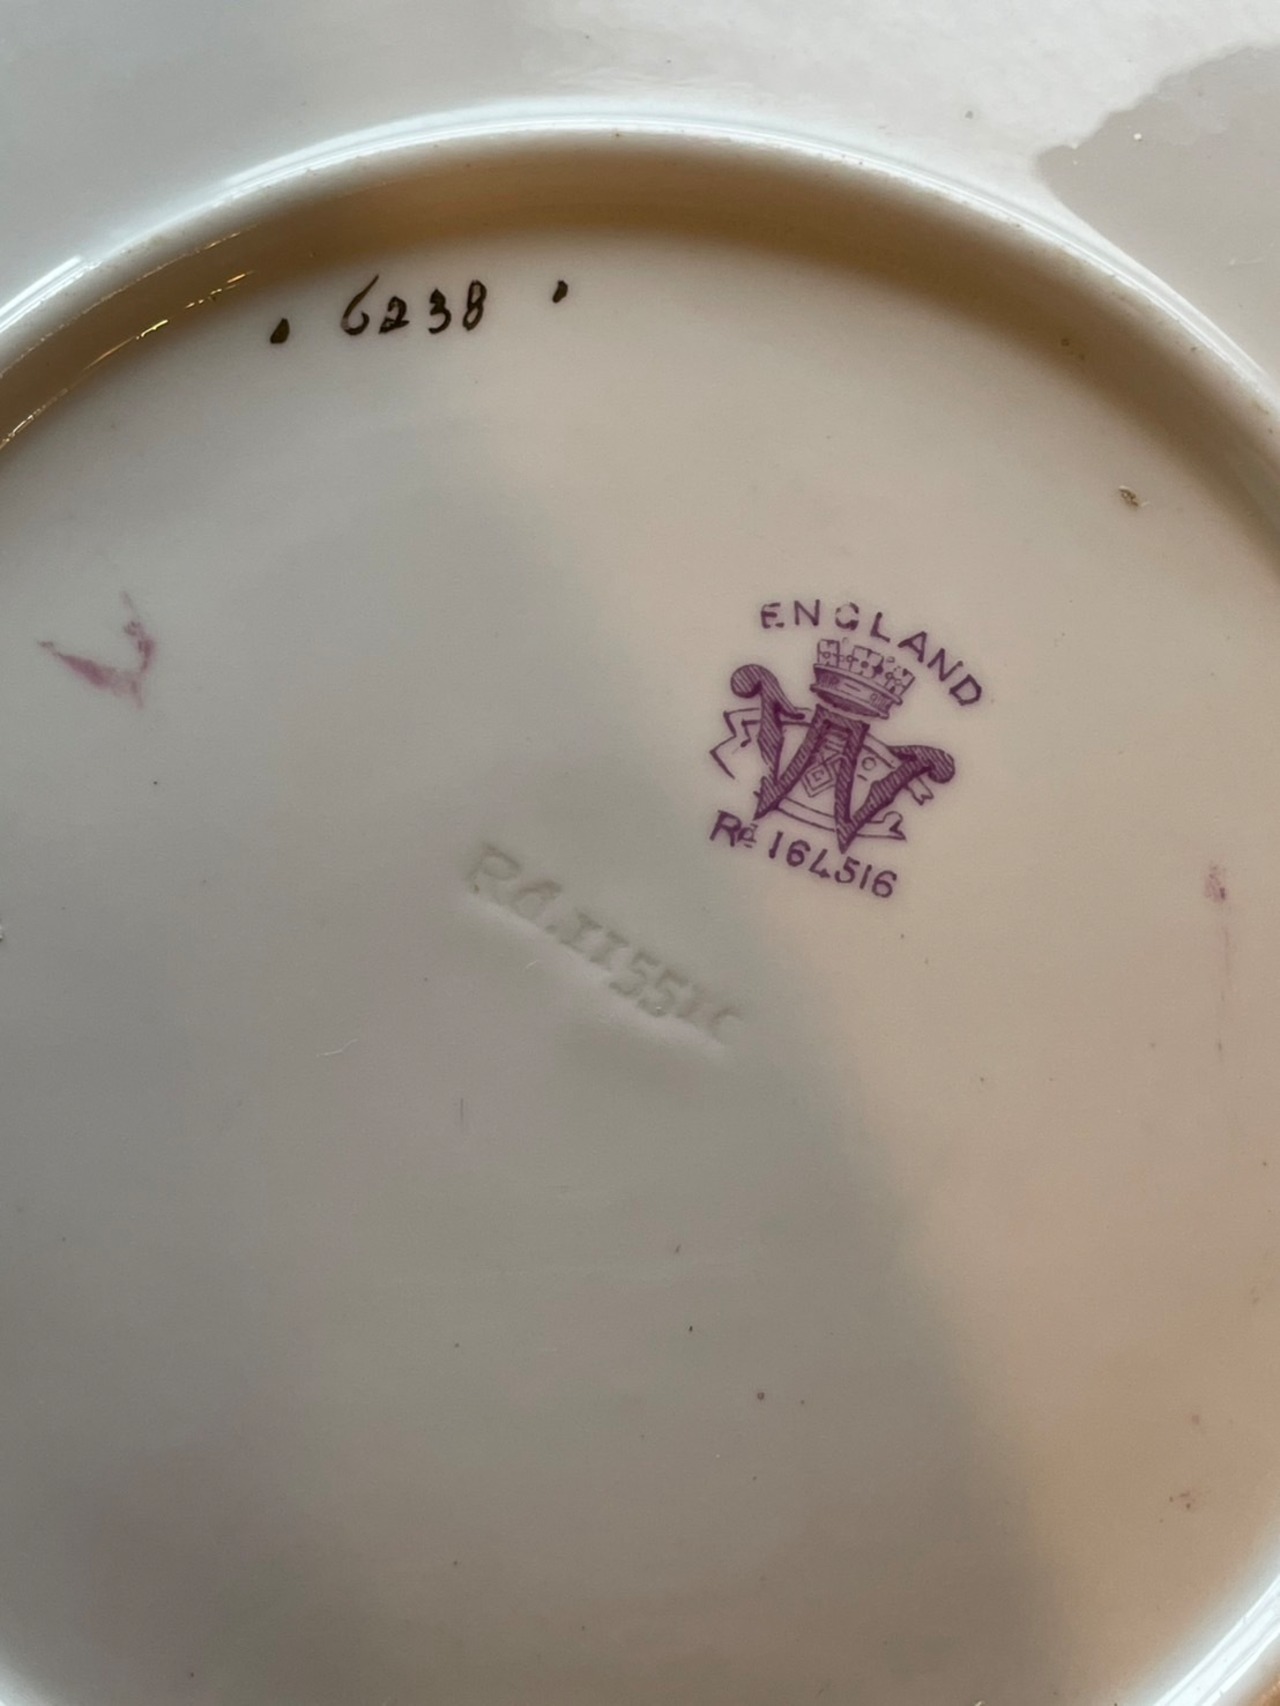 . 6238 .
ENGLAND
W
Rd 164516